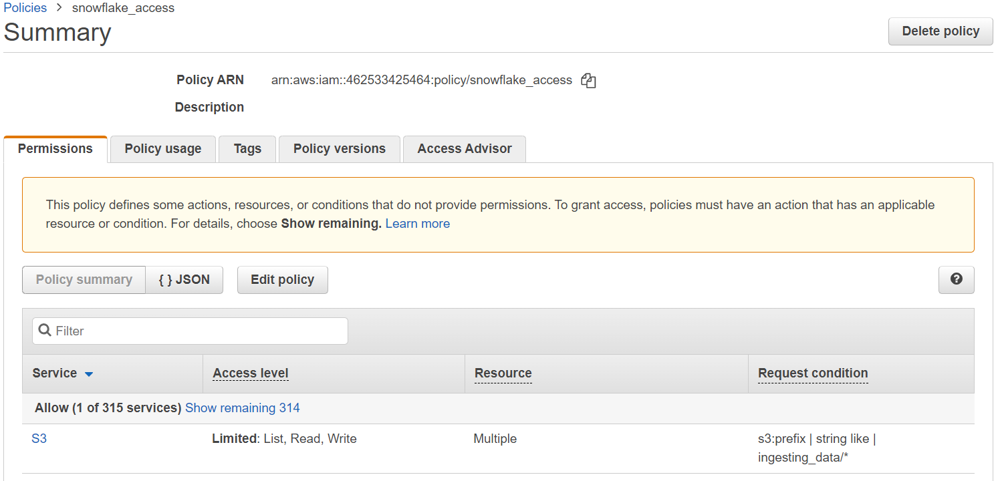 Policies > snowflake_access
Summary
Delete policy
Policy ARN arn:aws:iam::462533425464:policy/snowflake_access
Description
Permissions Policy usage Tags Policy versions Access Advisor
This policy defines some actions, resources, or conditions that do not provide permissions. To grant access, policies must have an action that has an applicable
resource or condition. For details, choose Show remaining. Learn more
Policy summary { } JSON Edit policy ?
Filter
Service Access level Resource Request condition
Allow (1 of 315 services) Show remaining 314
S3 Limited: List, Read, Write Multiple s3:prefix | string like |
ingesting_data/*